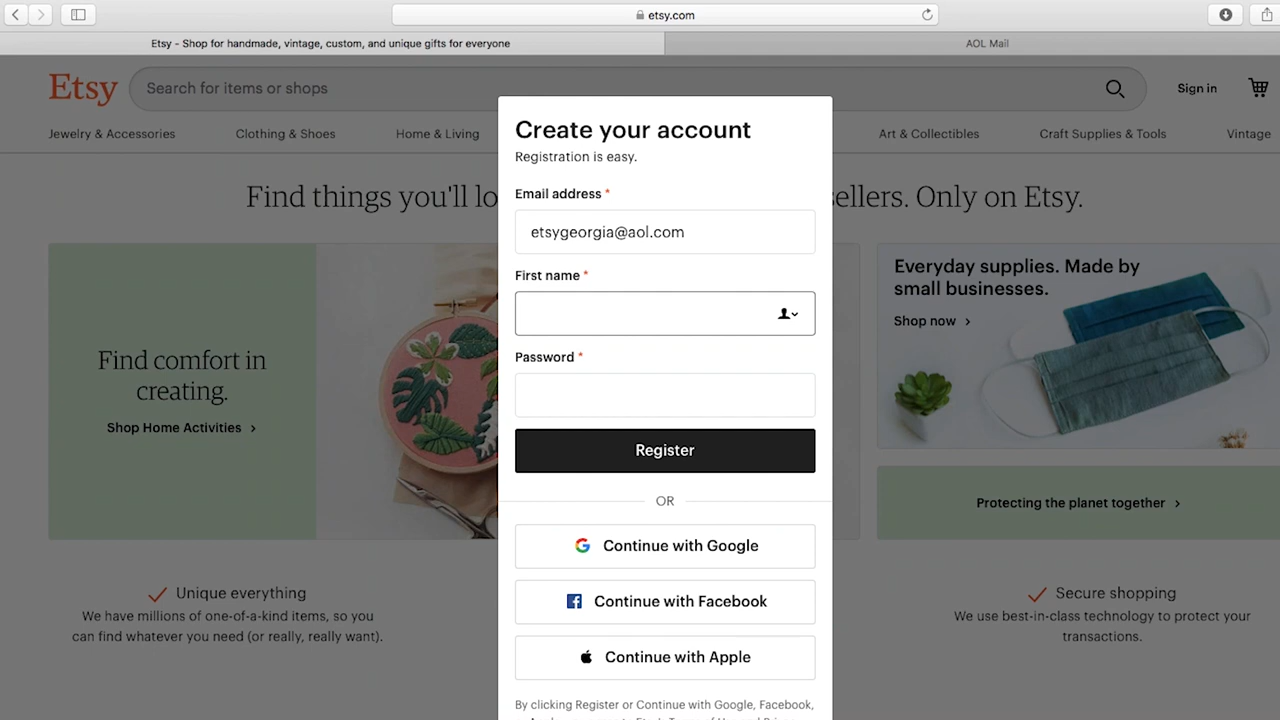 etsy.com
Etsy - Shop for handmade, vintage, custom, and unique gifts for everyone
AOL Mail
Etsy
Search for items or shops
Sign in
Jewelry & Accessories
Clothing & Shoes
Home & Living
Art & Collectibles
Craft Supplies & Tools
Vintage
Find things you'll lo
sellers. Only on Etsy.
Create your account
Registration is easy.
Email address *
etsygeorgia@aol.com
First name *
Password *
Register
OR
Continue with Google
Continue with Facebook
Continue with Apple
By clicking Register or Continue with Google, Facebook,
Find comfort in
creating.
Shop Home Activities >
Everyday supplies. Made by
small businesses.
Shop now >
Protecting the planet together >
Unique everything
We have millions of one-of-a-kind items, so you
can find whatever you need (or really, really want).
Secure shopping
We use best-in-class technology to protect your
transactions.